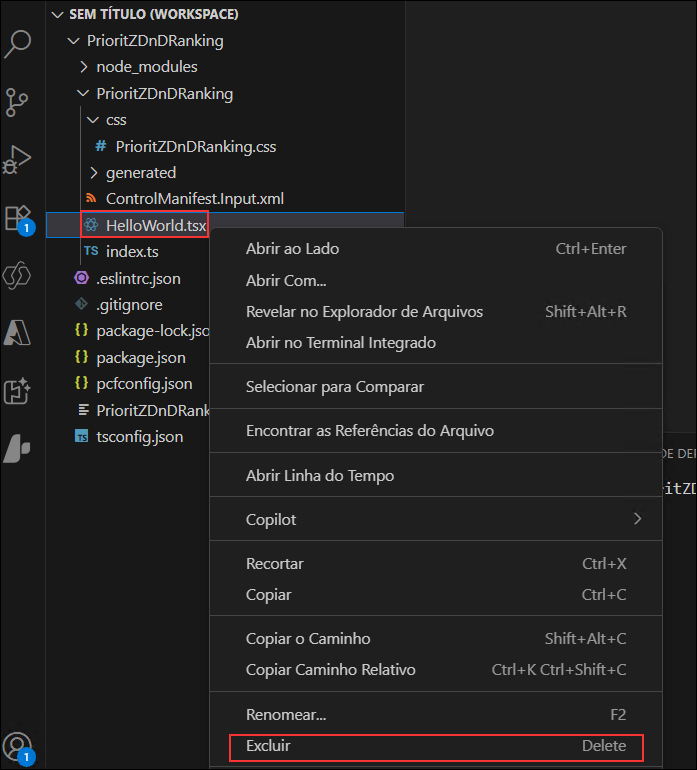 SEM TÍTULO (WORKSPACE)
PrioritZDnDRanking
node_modules
PrioritZDnDRanking
css
# PrioritZDnDRanking.css
generated
ControlManifest.Input.xml
HelloWorld.tsx
TS index.ts
.eslintrc.json
.gitignore
{} package-lock.jso
{} package.json
{} pcfconfig.json
PrioritZDnDRank
TS tsconfig.json
1
1
Abrir ao Lado Ctrl+Enter
Abrir Com...
Revelar no Explorador de Arquivos Shift+Alt+R
Abrir no Terminal Integrado
Selecionar para Comparar
Encontrar as Referências do Arquivo
Abrir Linha do Tempo
Copilot
Recortar Ctrl+X
Copiar Ctrl+C
Copiar o Caminho Shift+Alt+C
Copiar Caminho Relativo Ctrl+K Ctrl+Shift+C
Renomear... F2
Excluir Delete
DE DEP
itZD